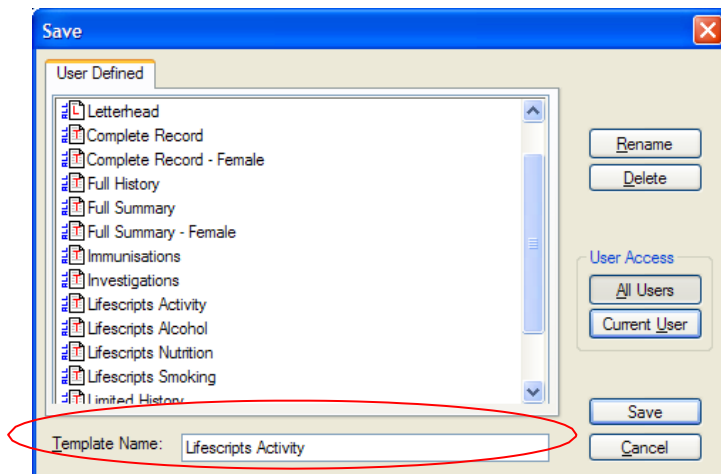 Save
User Defined
Letterhead
Complete Record
Complete Record - Female
Full History
Full Summary
Full Summary - Female
Immunisations
Investigations
Lifescripts Activity
Lifescripts Alcohol
Lifescripts Nutrition
Lifescripts Smoking
Limited History
Rename
Delete
User Access
All Users
Current User
Save
Cancel
Template Name: Lifescripts Activity